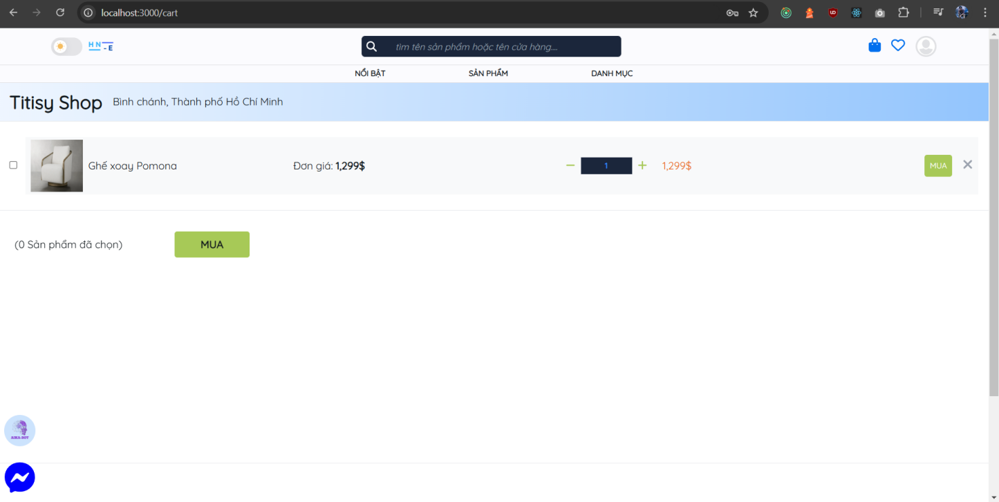 localhost:3000/cart
HN
-E
tìm tên sản phẩm hoặc tên cửa hàng....
NỔI BẬT SẢN PHẨM DANH MỤC
Titisy Shop Bình chánh, Thành phố Hồ Chí Minh
Ghế xoay Pomona Đơn giá: 1,299$ 1 1,299$ MUA
(0 Sản phẩm đã chọn) MUA